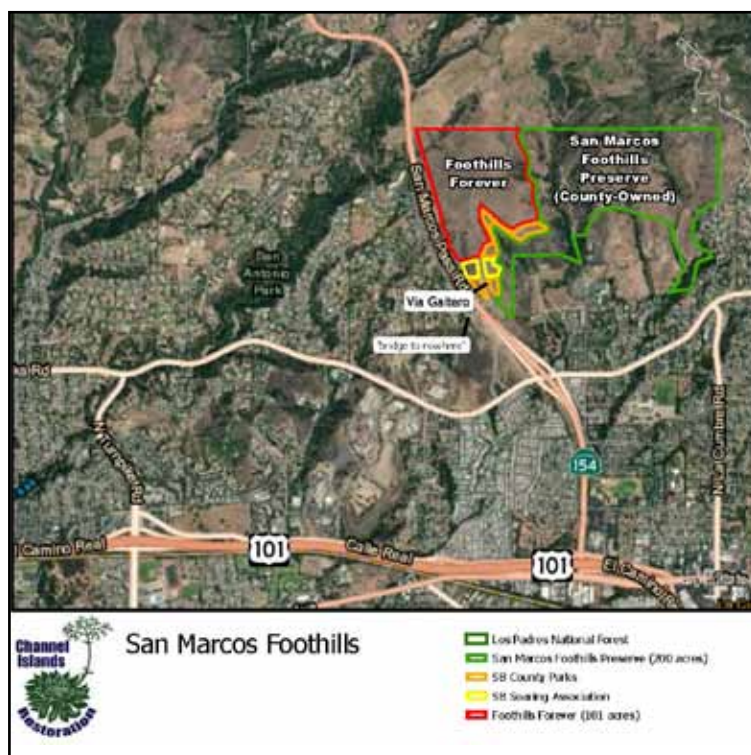 San Marcos
Foothills
Preserve
(County-Owned)
Foothills
Forever
San Marcos Pass Rd
San
Antonio
Park
Via Gaitero
"bridge to nowhere"
ks Rd
N Turnpike Rd
N La Cumbre Rd
154
l Camino Real
101
Calle Real
101
El Camino R
Channel
Islands
Restoration
San Marcos Foothills
Los Padres National Forest
San Marcos Foothills Preserve (200 acres)
SB County Parks
SB Soaring Association
Foothills Forever (101 acres)